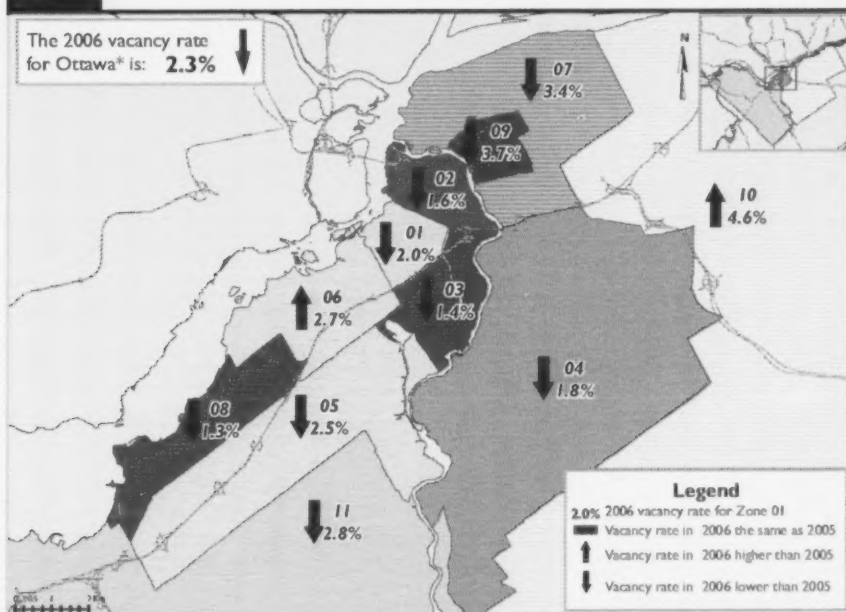 The 2006 vacancy rate
for Ottawa* is: 2.3%
N
07
3.4%
09
3.7%
02
1.6%
10
4.6%
01
2.0%
03
1.4%
06
2.7%
04
1.8%
08
1.3%
05
2.5%
11
2.8%
Legend
2.0% 2006 vacancy rate for Zone 01
Vacancy rate in 2006 the same as 2005
Vacancy rate in 2006 higher than 2005
Vacancy rate in 2006 lower than 2005